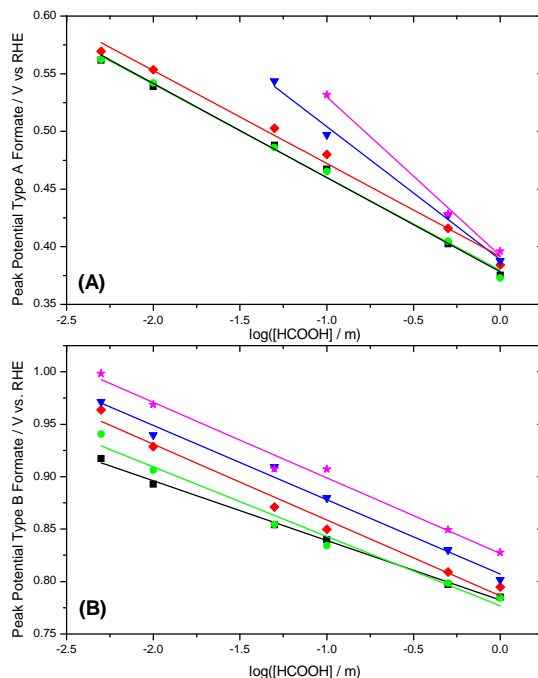 0.60
0.55
0.50
0.45
0.40
0.35
Peak Potential Type A Formate / V vs RHE
(A)
-2.5 -2.0 -1.5 -1.0 -0.5 0.0
log([HCOOH] / m)
1.00
0.95
0.90
0.85
0.80
0.75
Peak Potential Type B Formate / V vs. RHE
(B)
-2.5 -2.0 -1.5 -1.0 -0.5 0.0
log([HCOOH] / m)